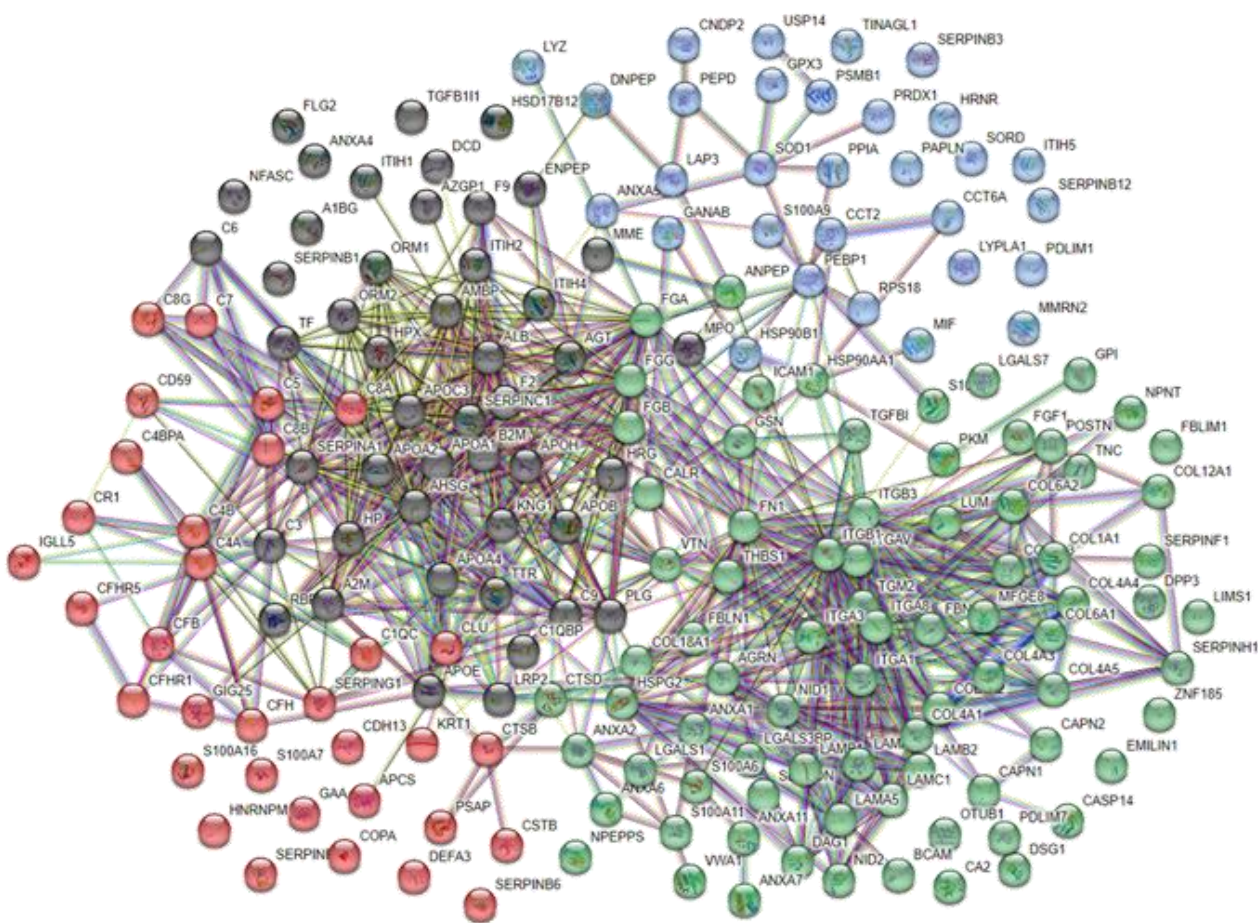 USP14
TINAGL1
CNDP2
SERPINB3
LYZ
GPX3
PSMB1
DNPEP
PEPD
PRDX1
HRNR
TGFB1I1
HSD17B12
FLG2
SORD
ANXA4
DCD
SOD1
PPIA
PAPLN
ITIH5
ITIH1
ENPEP
LAP3
NFASC
AZGP1
F9
SERPINB12
ANXA5
S100A9
CCT6A
A1BG
GANAB
CCT2
C6
MME
ORM1
ITIH2
LYPLA1
PDLIM1
SERPINB1
ANPEP
PEBP1
ORM2
AMBP
ITIH4
FGA
RPS18
C8G
C7
MMRN2
TF
HPX
ALB
AGT
MPO
HSP90B1
MIF
FGG
ICAM1
HSP90AA1
LGALS7
GPI
CD59
C5
C8A
APOC3
F2
SERPINC1
S1
NPNT
FGB
GSN
TGFBI
FGF1
POSTN
C8B
FBLIM1
C4BPA
SERPINA1
APOA2
APOA1
B2M
APOH
PKM
TNC
HRG
COL12A1
CALR
AHSG
FN1
ITGB3
LUM
COL6A2
CR1
C4B
C3
HP
KNG1
APOB
ITGB1
ITGAV
COL1A1
IGLL5
C4A
VTN
THBS1
SERPINF1
APOA4
TGM2
COL4A4
DPP3
CFHR5
A2M
TTR
C9
PLG
ITGA8
FBN
MFGE8
COL6A1
LIMS1
FBLN1
ITGA3
CFB
C1QC
CLU
C1QBP
COL18A1
COL4A3
SERPINH1
APOE
AGRN
ITGA1
CFHR1
GIG25
SERPING1
LRP2
CTSD
HSPG2
NID1
COL4A5
ZNF185
CFH
COL4A1
CDH13
KRT1
CTSB
ANXA2
ANXA1
CAPN2
LGALS1
LGALS3BP
LAMB2
EMILIN1
S100A16
S100A7
ANXA6
S100A6
LAMC1
CAPN1
APCS
GAA
S100A11
LAMA5
CASP14
HNRNPM
PSAP
NPEPPS
ANXA11
OTUB1
PDLIM7
COPA
CSTB
DAG1
DSG1
VWA1
BCAM
DEFA3
NID2
CA2
ANXA7
SERPINB6